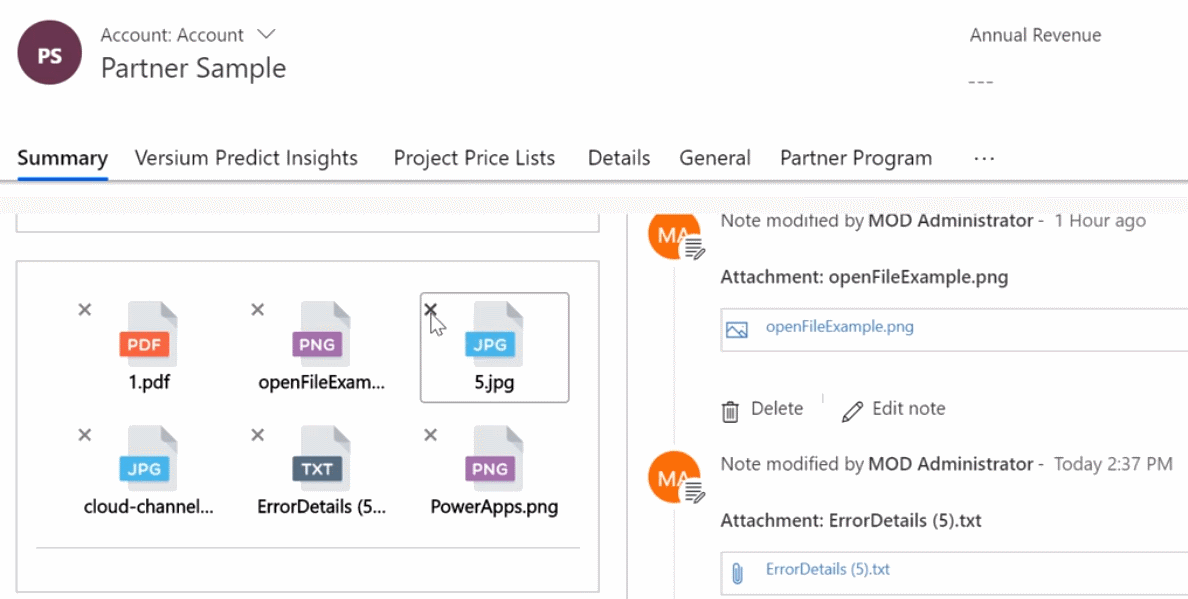 PS
Account: Account
Partner Sample
Annual Revenue
---
Summary
Versium Predict Insights
Project Price Lists
Details
General
Partner Program
...
PDF
1.pdf
PNG
openFileExam...
JPG
5.jpg
JPG
cloud-channel...
TXT
ErrorDetails (5...
PNG
PowerApps.png
MA
Note modified by MOD Administrator - 1 Hour ago
Attachment: openFileExample.png
openFileExample.png
Delete
Edit note
MA
Note modified by MOD Administrator - Today 2:37 PM
Attachment: ErrorDetails (5).txt
ErrorDetails (5).txt